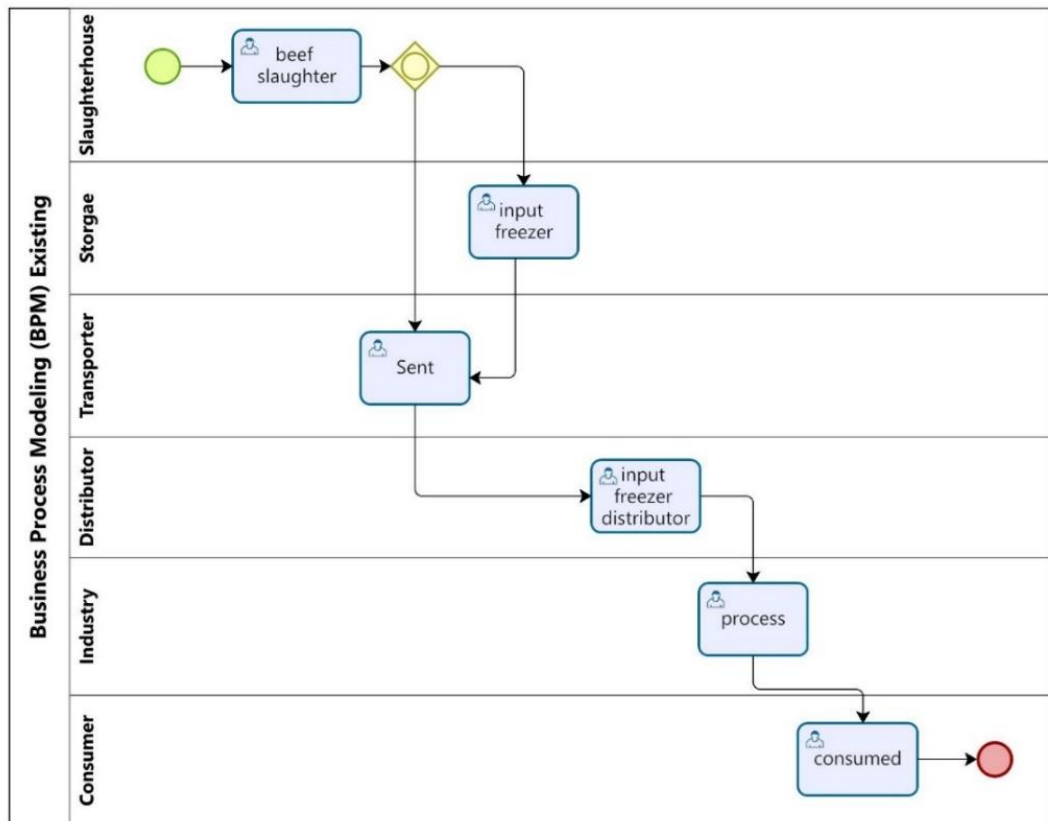 Business Process Modeling (BPM) Existing
Slaughterhouse
beef
slaughter
Storgae
input
freezer
Transporter
Sent
Distributor
input
freezer
distributor
Industry
process
Consumer
consumed